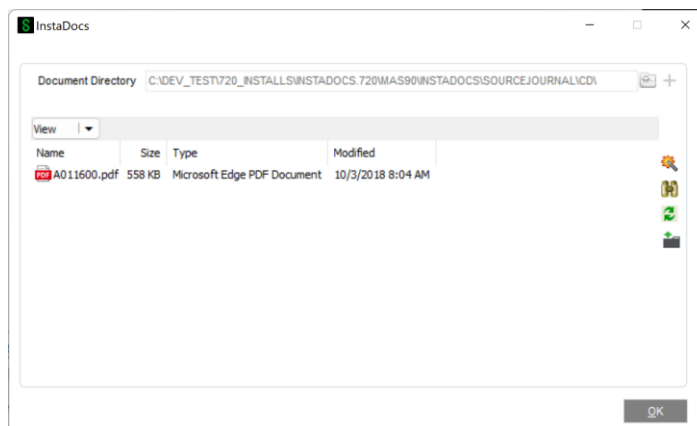 InstaDocs
Document Directory C:\DEV_TEST\720_INSTALLS\INSTADOCS.720\MAS90\INSTADOCS\SOURCEJOURNAL\CD\
View
Name Size Type Modified
PDF A011600.pdf 558 KB Microsoft Edge PDF Document 10/3/2018 8:04 AM
OK